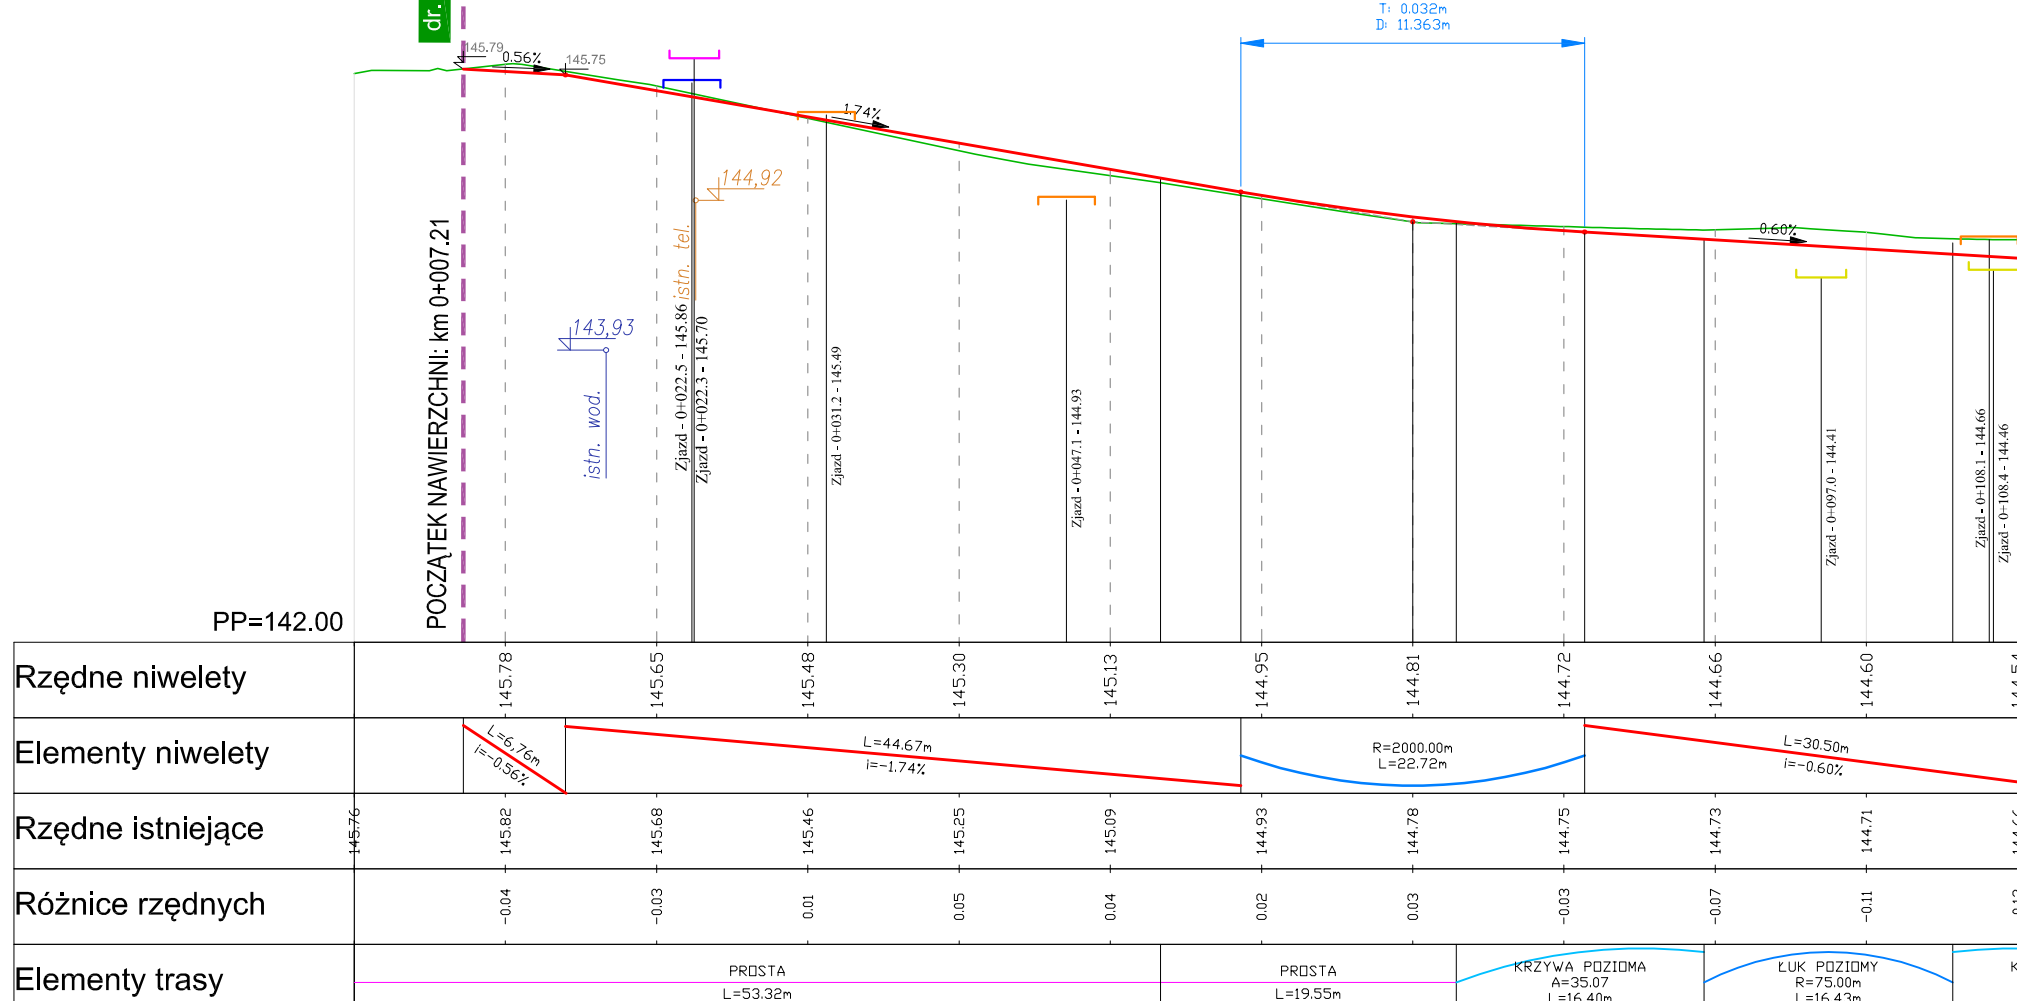 dr.
T: 0.032m
D: 11.363m
145.79
0.56%
145.75
1.74%
144,92
istn. tel.
143,93
istn. wod.
0.60%
POCZĄTEK NAWIERZCHNI: km 0+007.21
Zjazd - 0+022.5 - 145.86
Zjazd - 0+022.3 - 145.70
Zjazd - 0+031.2 - 145.49
Zjazd - 0+047.1 - 144.93
Zjazd - 0+097.0 - 144.41
Zjazd - 0+108.1 - 144.66
Zjazd - 0+108.4 - 144.46
PP=142.00
Rzędne niwelety
145.78 145.65 145.48 145.30 145.13 144.95 144.81 144.72 144.66 144.60
Elementy niwelety
L=6,76m
i=-0.56%
L=44.67m
i=-1.74%
R=2000.00m
L=22.72m
L=30.50m
i=-0.60%
Rzędne istniejące
145.76 145.82 145.68 145.46 145.25 145.09 144.93 144.78 144.75 144.73 144.71
Różnice rzędnych
-0.04 -0.03 0.01 0.05 0.04 0.02 0.03 -0.03 -0.07 -0.11
Elementy trasy
PROSTA
L=53.32m
PROSTA
L=19.55m
KRZYWA POZIOMA
A=35.07
L=16.40m
ŁUK POZIOMY
R=75.00m
L=16.43m
K